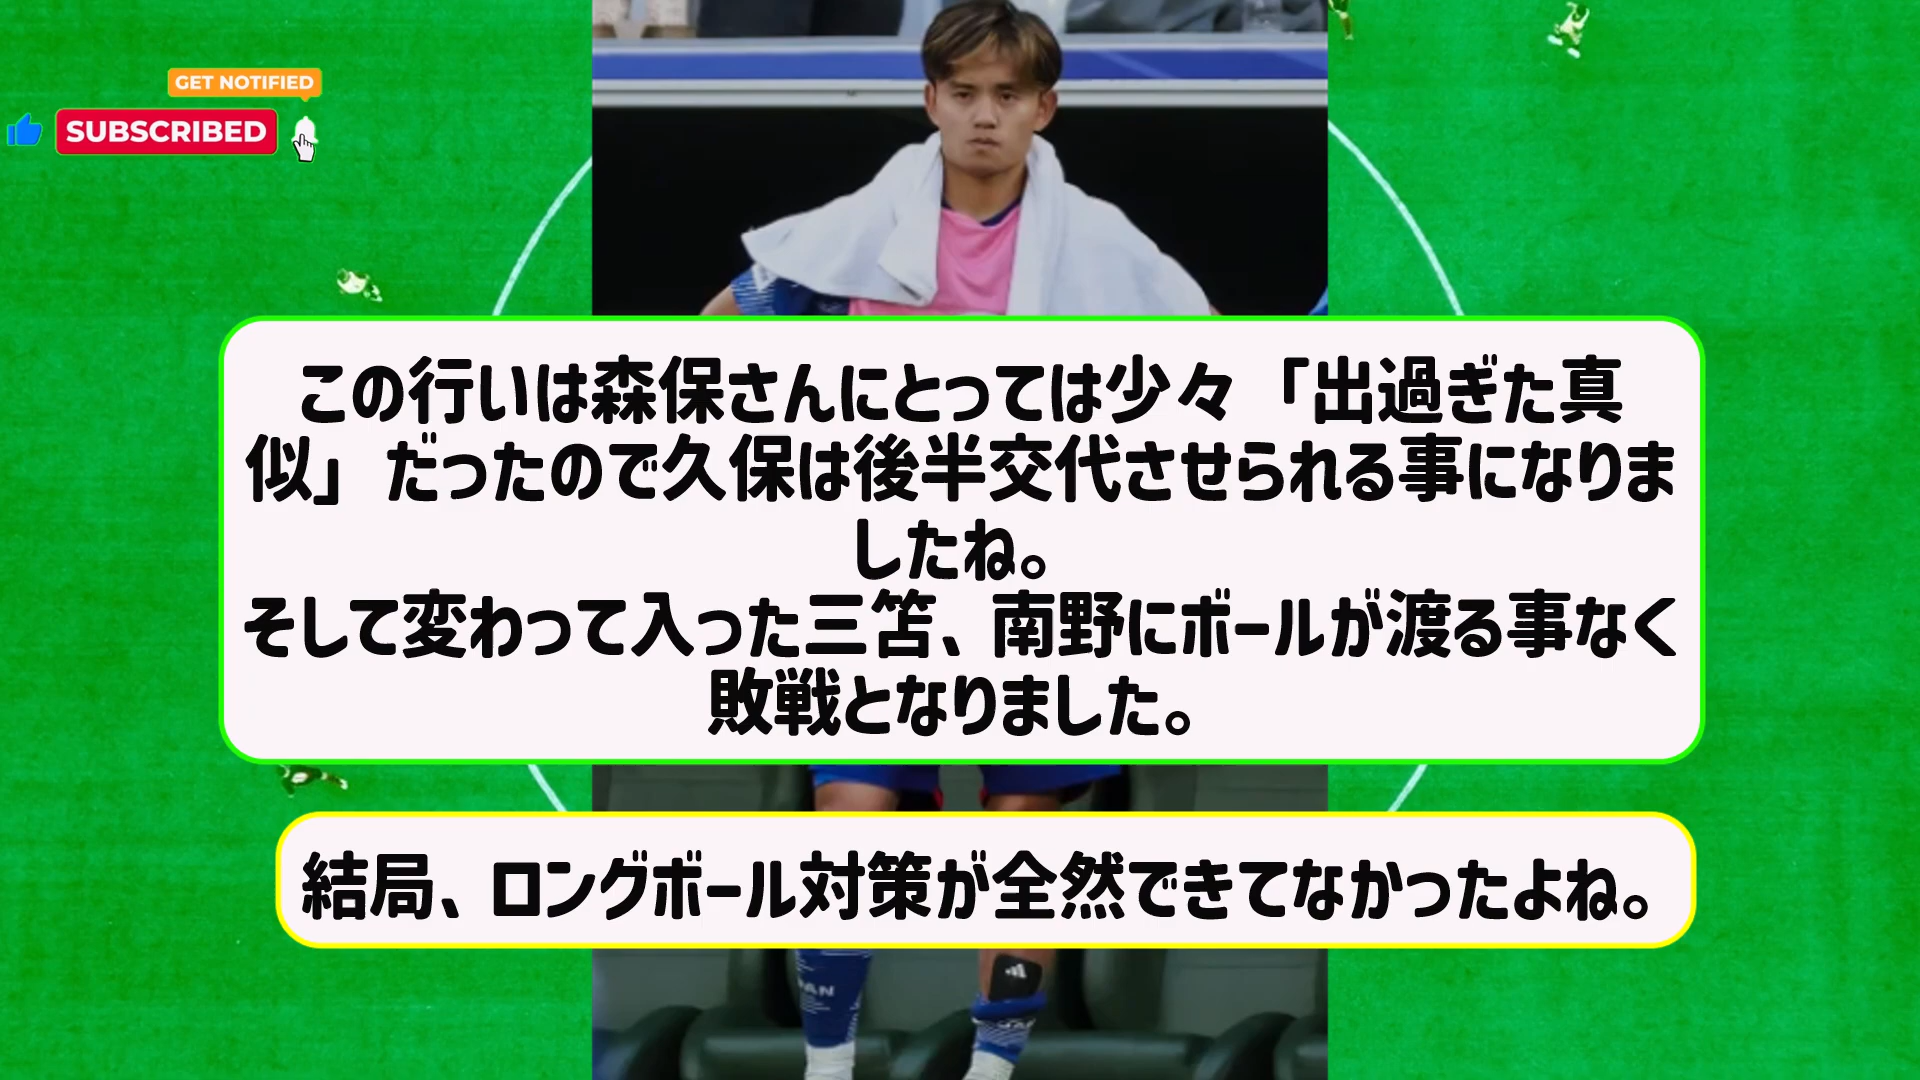 GET NOTIFIED
SUBSCRIBED
この行いは森保さんにとっては少々「出過ぎた真
似」だったので久保は後半交代させられる事になりま
したね。
そして変わって入った三笘、南野にボールが渡る事なく
敗戦となりました。
結局、ロングボール対策が全然できてなかったよね。